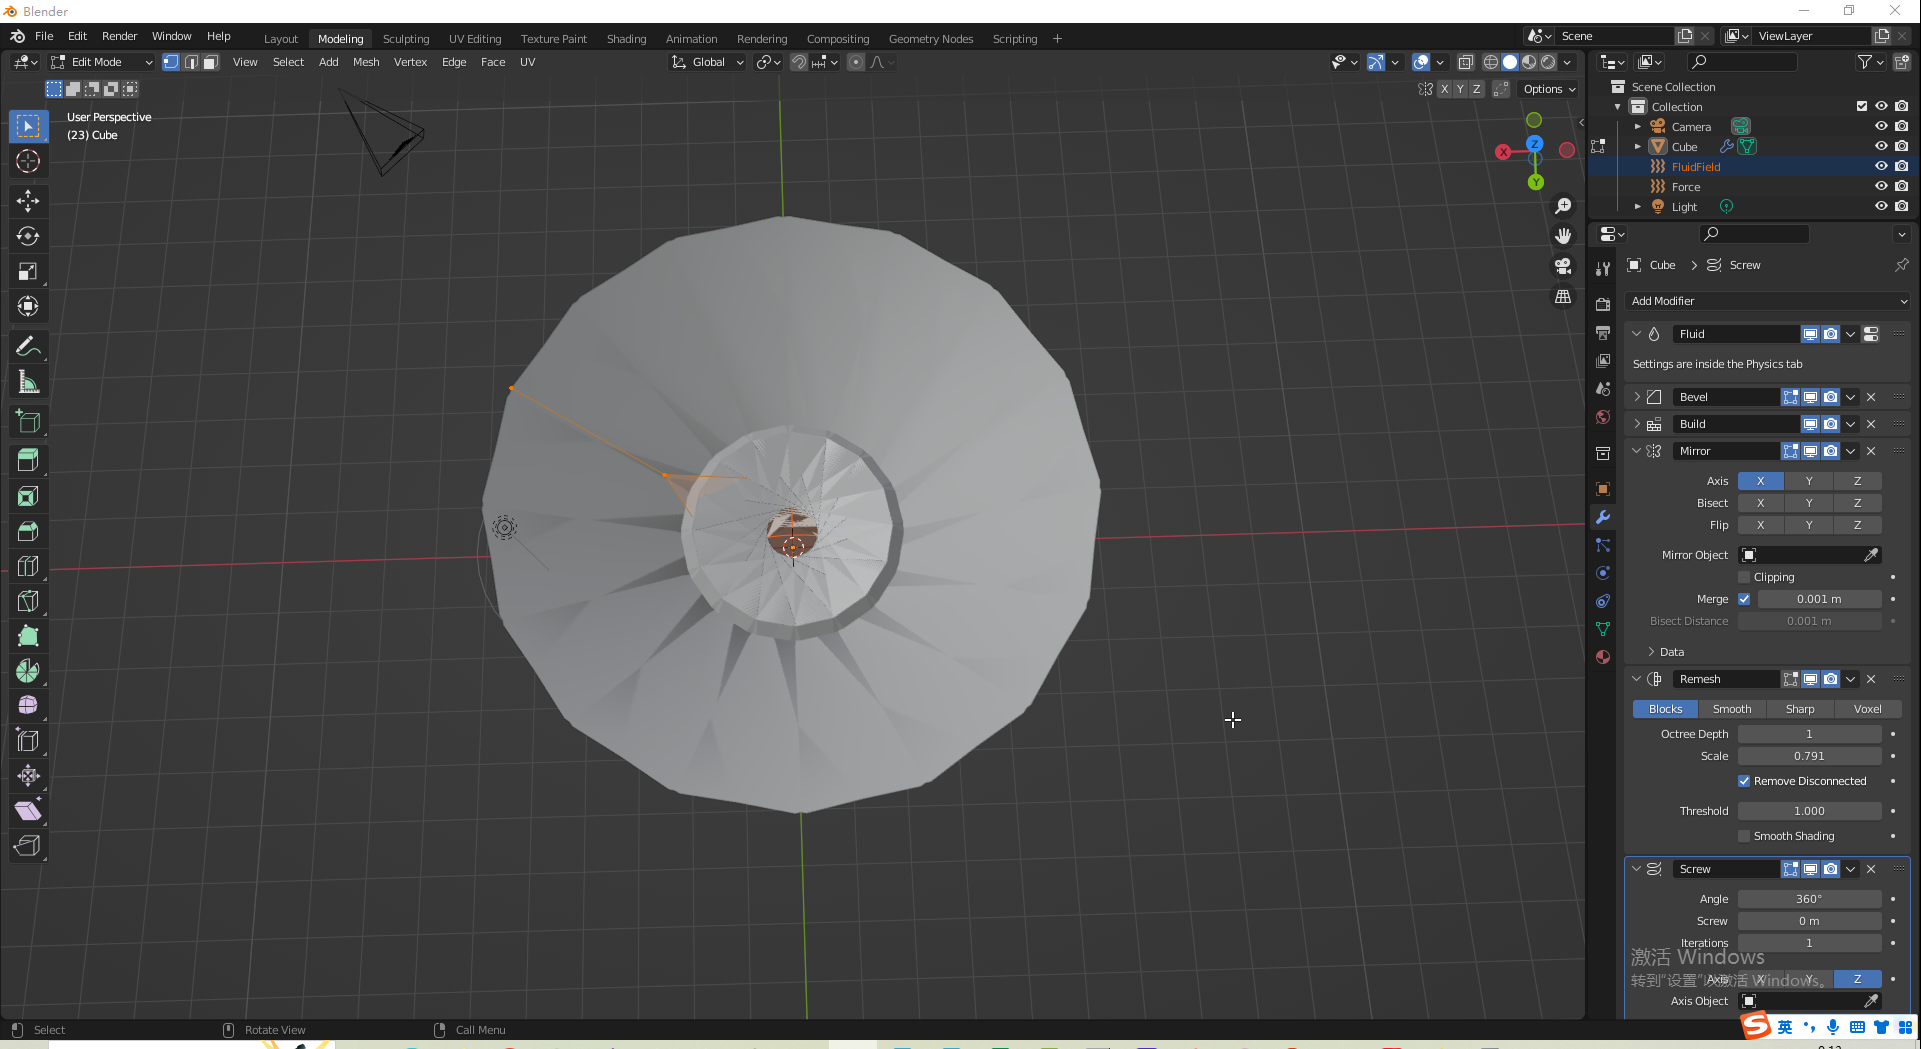 Blender
File Edit Render Window Help
Layout Modeling Sculpting UV Editing Texture Paint Shading Animation Rendering Compositing Geometry Nodes Scripting +
Scene
ViewLayer
Edit Mode View Select Add Mesh Vertex Edge Face UV
Global
X Y Z Options
User Perspective
(23) Cube
X Z Y
Scene Collection
Collection
Camera
Cube
FluidField
Force
Light
Cube > Screw
Add Modifier
Fluid
Settings are inside the Physics tab
Bevel
Build
Mirror
Axis X Y Z
Bisect X Y Z
Flip X Y Z
Mirror Object
Clipping
Merge 0.001 m
Bisect Distance 0.001 m
Data
Remesh
Blocks Smooth Sharp Voxel
Octree Depth 1
Scale 0.791
Remove Disconnected
Threshold 1.000
Smooth Shading
Screw
Angle 360°
Screw 0 m
Iterations 1
激活 Windows
Axis X Y Z
转到"设置"以激活 Windows。
Axis Object
Select Rotate View Call Menu
英